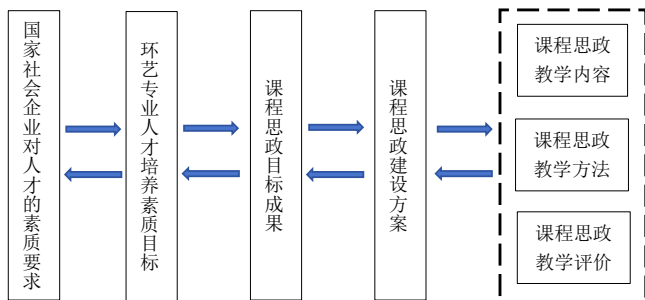 国家社会企业对人才的素质要求
环艺专业人才培养素质目标
课程思政目标成果
课程思政建设方案
课程思政
教学内容
课程思政
教学方法
课程思政
教学评价